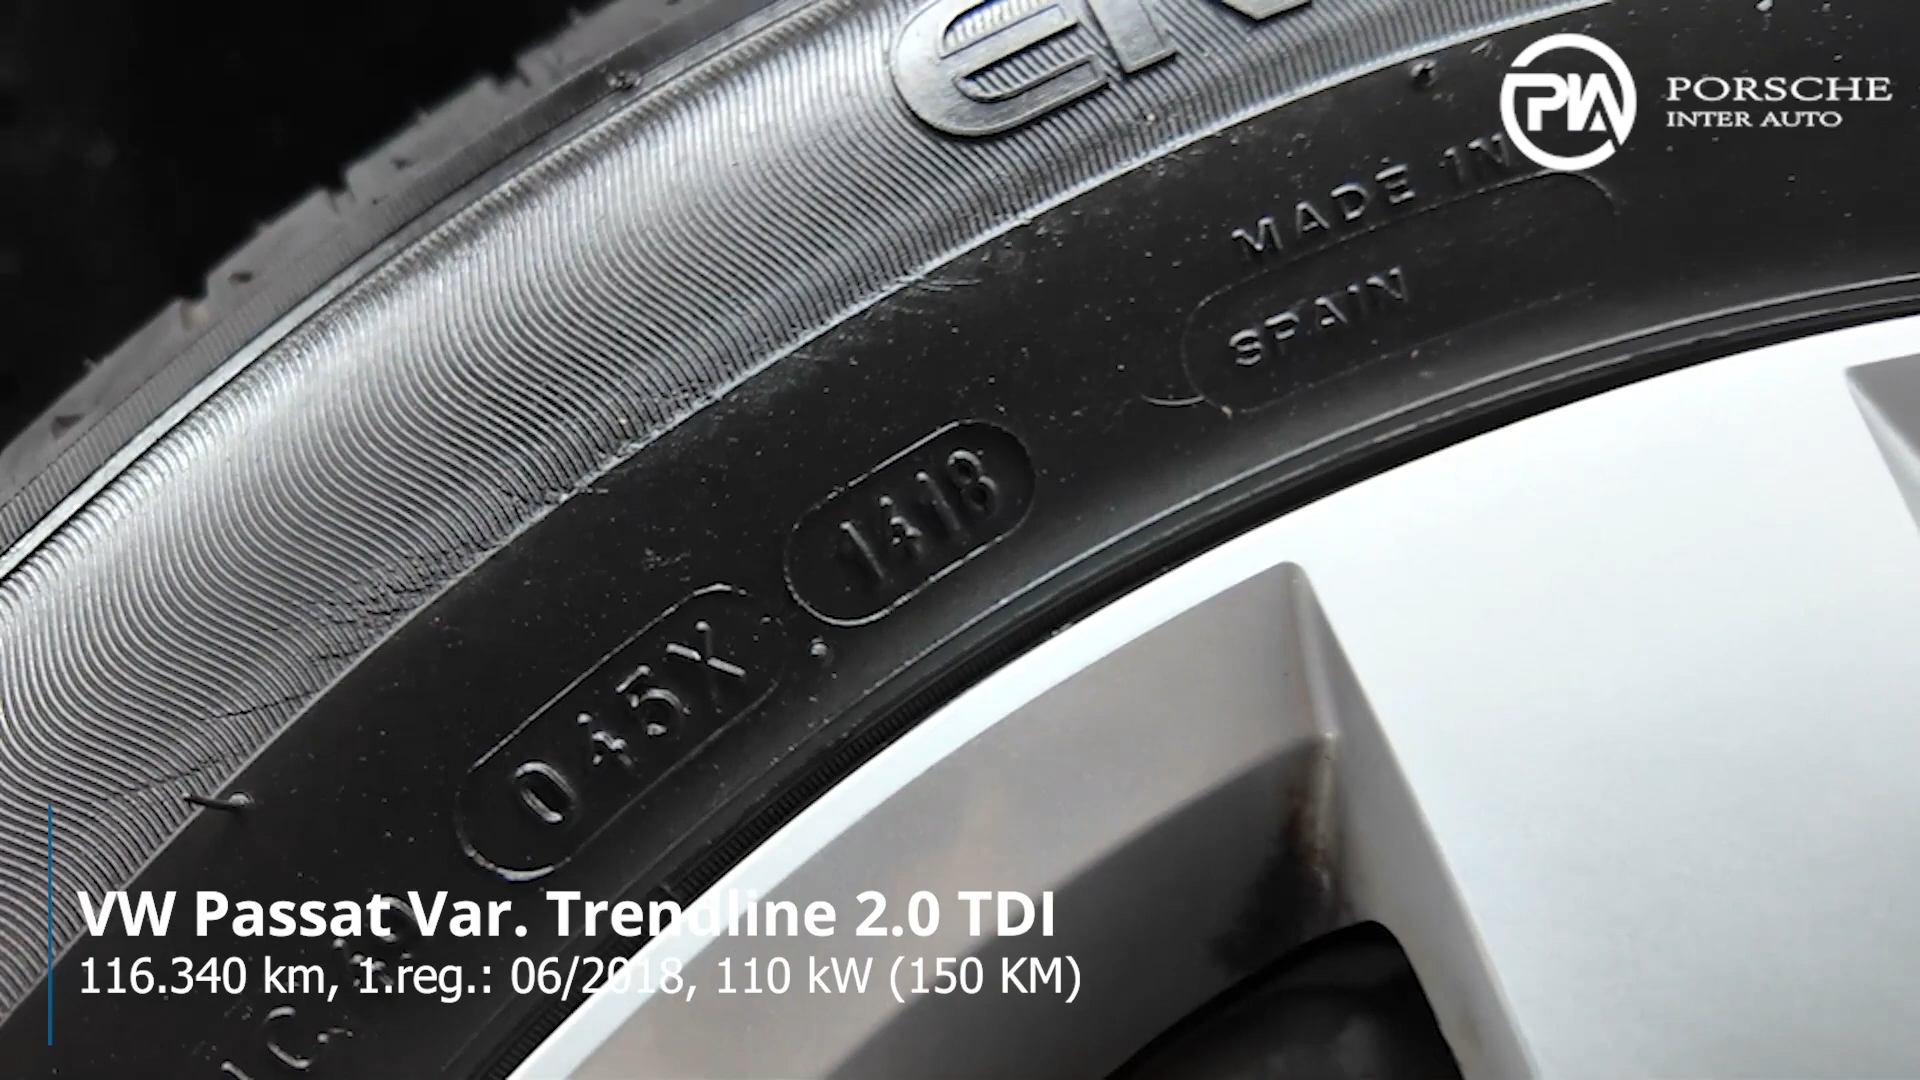 PIA PORSCHE
INTER AUTO
MADE IN
SPAIN
1418
045X
VW Passat Var. Trendline 2.0 TDI
116.340 km, 1.reg.: 06/2018, 110 kW (150 KM)